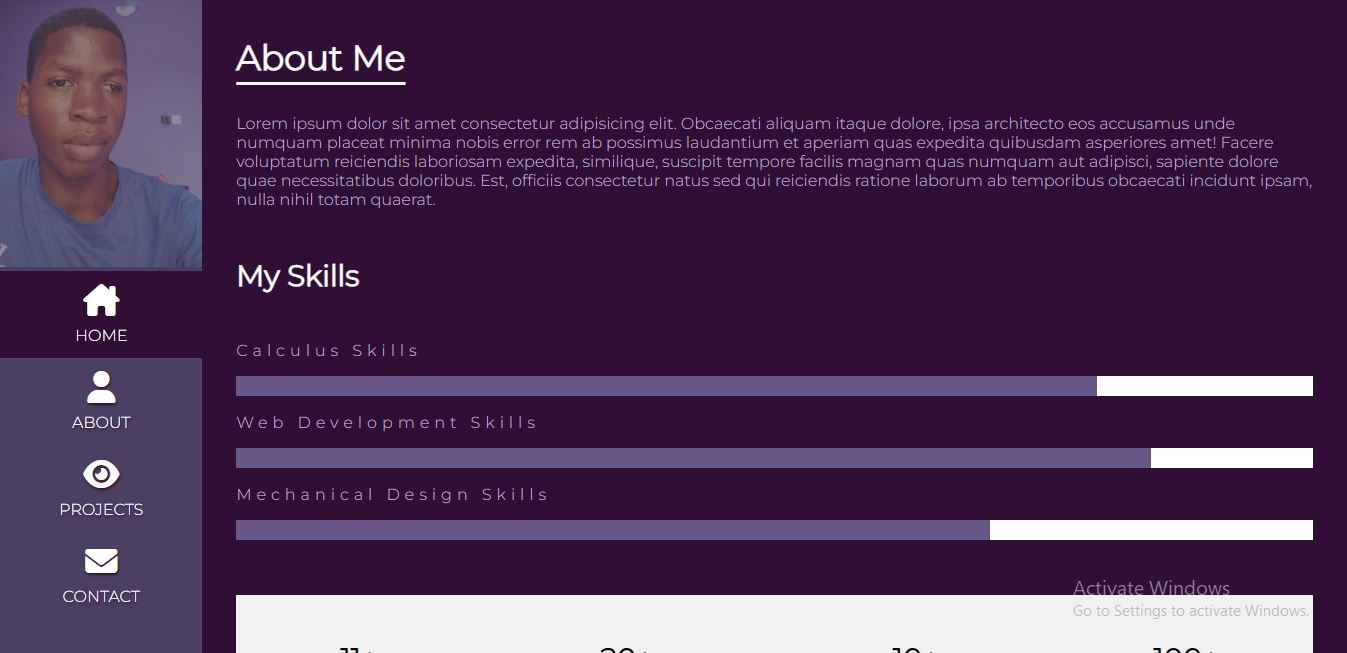 About Me
Lorem ipsum dolor sit amet consectetur adipisicing elit. Obcaecati aliquam itaque dolore, ipsa architecto eos accusamus unde
numquam placeat minima nobis error rem ab possimus laudantium et aperiam quas expedita quibusdam asperiores amet! Facere
voluptatum reiciendis laboriosam expedita, similique, suscipit tempore facilis magnam quas numquam aut adipisci, sapiente dolore
quae necessitatibus doloribus. Est, officiis consectetur natus sed qui reiciendis ratione laborum ab temporibus obcaecati incidunt ipsam,
nulla nihil totam quaerat.
My Skills
HOME
Calculus Skills
ABOUT
Web Development Skills
PROJECTS
Mechanical Design Skills
CONTACT
Activate Windows
Go to Settings to activate Windows.